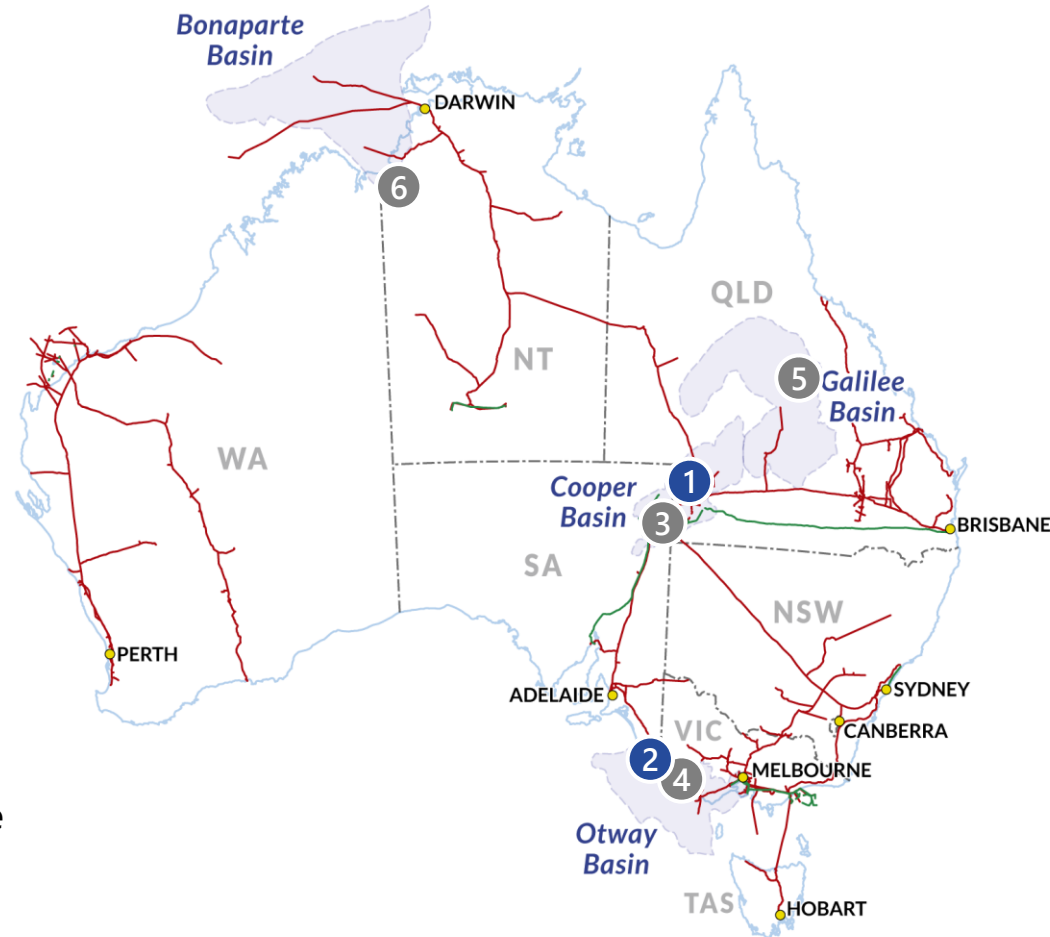 Bonaparte
Basin
DARWIN
6
QLD
NT
5
Galilee
Basin
WA
1
Cooper
Basin
3
BRISBANE
SA
NSW
PERTH
ADELAIDE
SYDNEY
VIC
CANBERRA
2
4
MELBOURNE
e
Otway
Basin
TAS
HOBART